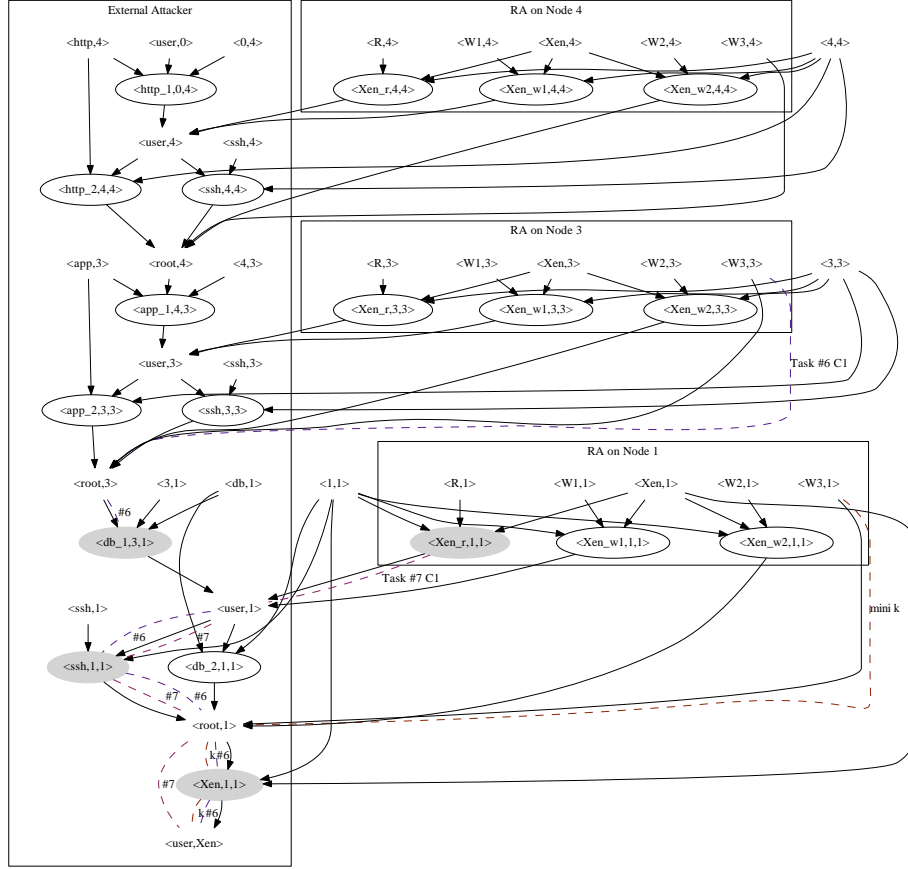 External Attacker
RA on Node 4
<http,4> <user,0> <0,4> <R,4> <W1,4> <Xen,4> <W2,4> <W3,4> <4,4>
<http_1,0,4> <Xen_r,4,4> <Xen_w1,4,4> <Xen_w2,4,4>
<user,4> <ssh,4>
<http_2,4,4> <ssh,4,4>
RA on Node 3
<app,3> <root,4> <4,3> <R,3> <W1,3> <Xen,3> <W2,3> <W3,3> <3,3>
<app_1,4,3> <Xen_r,3,3> <Xen_w1,3,3> <Xen_w2,3,3>
<user,3> <ssh,3> Task #6 C1
<app_2,3,3> <ssh,3,3>
RA on Node 1
<root,3> <3,1> <db,1> <1,1> <R,1> <W1,1> <Xen,1> <W2,1> <W3,1>
#6
<db_1,3,1> <Xen_r,1,1> <Xen_w1,1,1> <Xen_w2,1,1>
Task #7 C1
<ssh,1> <user,1> mini k
#6 #7
<ssh,1,1> <db_2,1,1>
#7 #6
<root,1>
#7 k #6
<Xen,1,1>
k #6
<user,Xen>